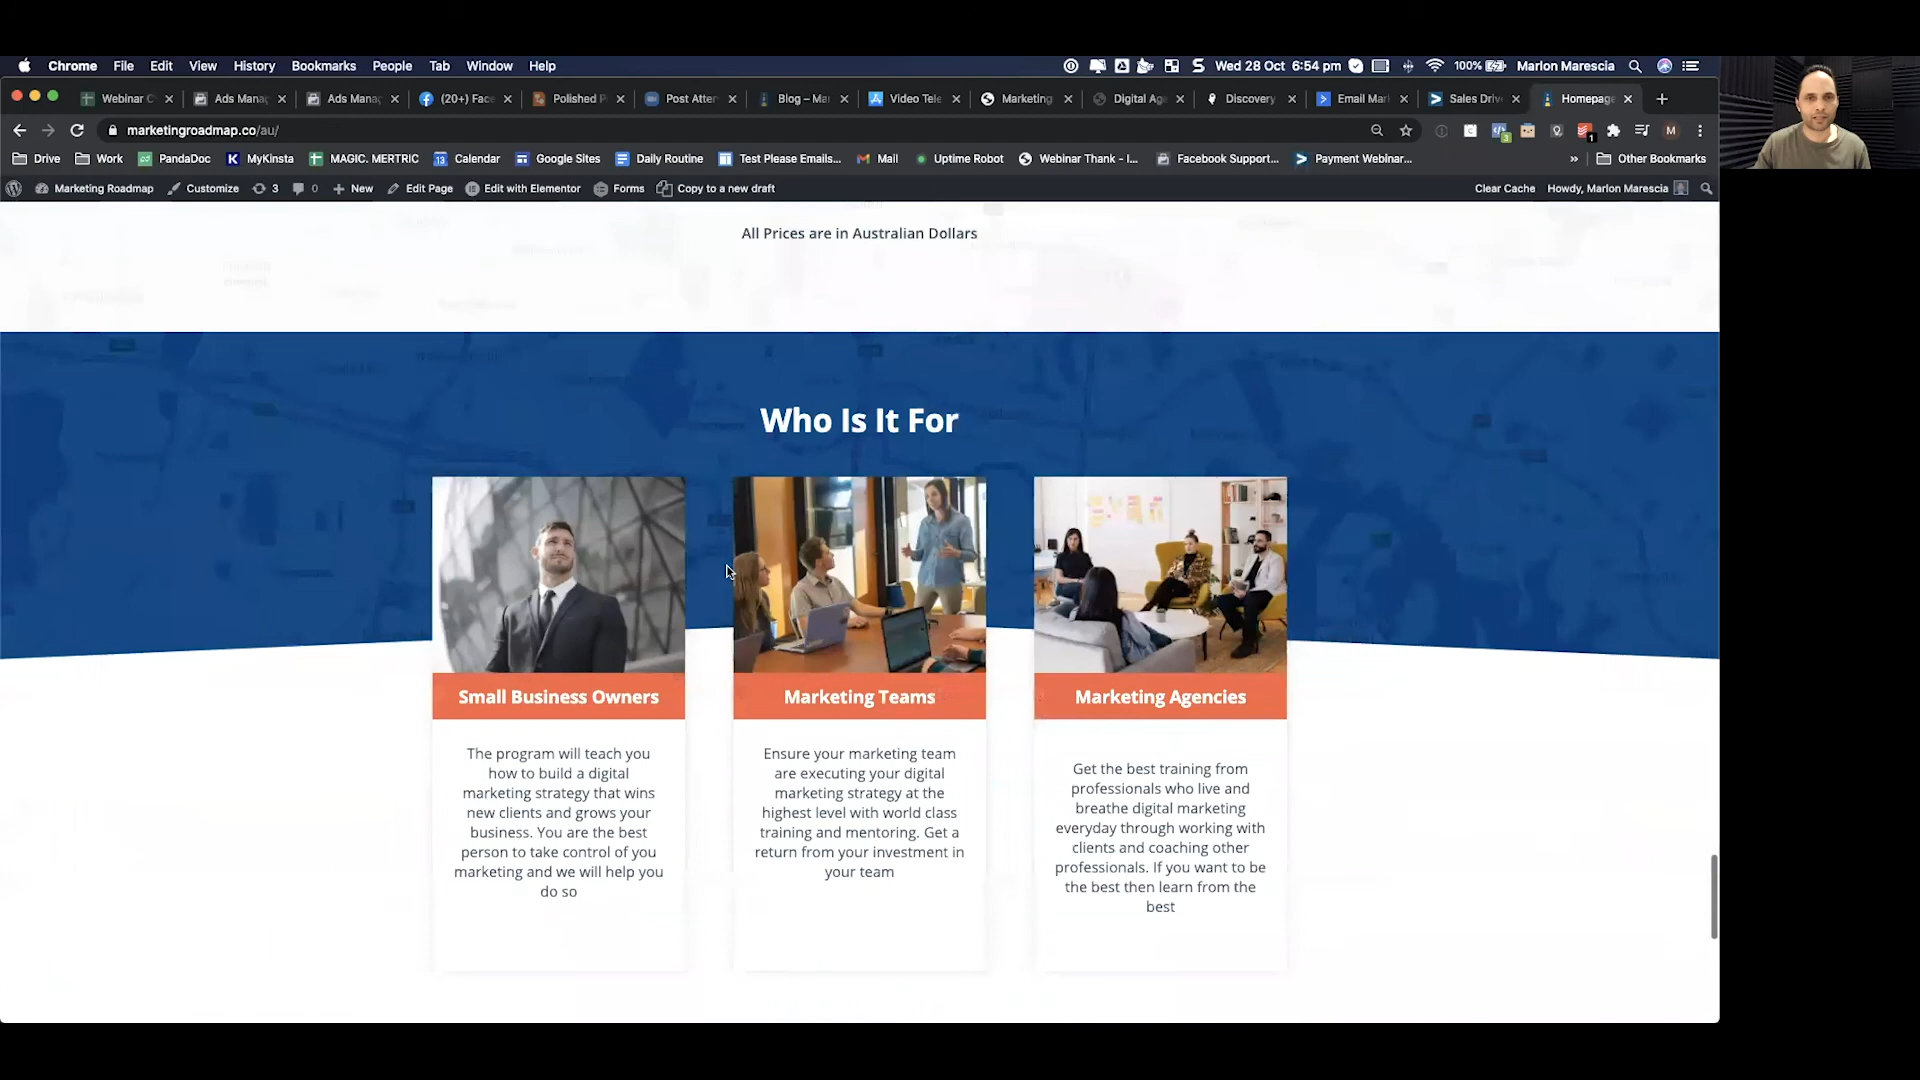 Chrome File Edit View History Bookmarks People Tab Window Help
Wed 28 Oct 6:54 pm 100% Marlon Marescia
Webinar C Ads Manag Ads Manag (20+) Face Polished P Post Atter Blog – Mar Video Tele Marketing Digital Age Discovery Email Mark Sales Drive Homepage
marketingroadmap.co/au/
Drive Work PandaDoc MyKinsta MAGIC. MERTRIC Calendar Google Sites Daily Routine Test Please Emails... Mail Uptime Robot Webinar Thank – I... Facebook Support... Payment Webinar... » Other Bookmarks
Marketing Roadmap Customize 3 0 New Edit Page Edit with Elementor Forms Copy to a new draft Clear Cache Howdy, Marlon Marescia
All Prices are in Australian Dollars
Who Is It For
Small Business Owners
The program will teach you
how to build a digital
marketing strategy that wins
new clients and grows your
business. You are the best
person to take control of you
marketing and we will help you
do so
Marketing Teams
Ensure your marketing team
are executing your digital
marketing strategy at the
highest level with world class
training and mentoring. Get a
return from your investment in
your team
Marketing Agencies
Get the best training from
professionals who live and
breathe digital marketing
everyday through working with
clients and coaching other
professionals. If you want to be
the best then learn from the
best